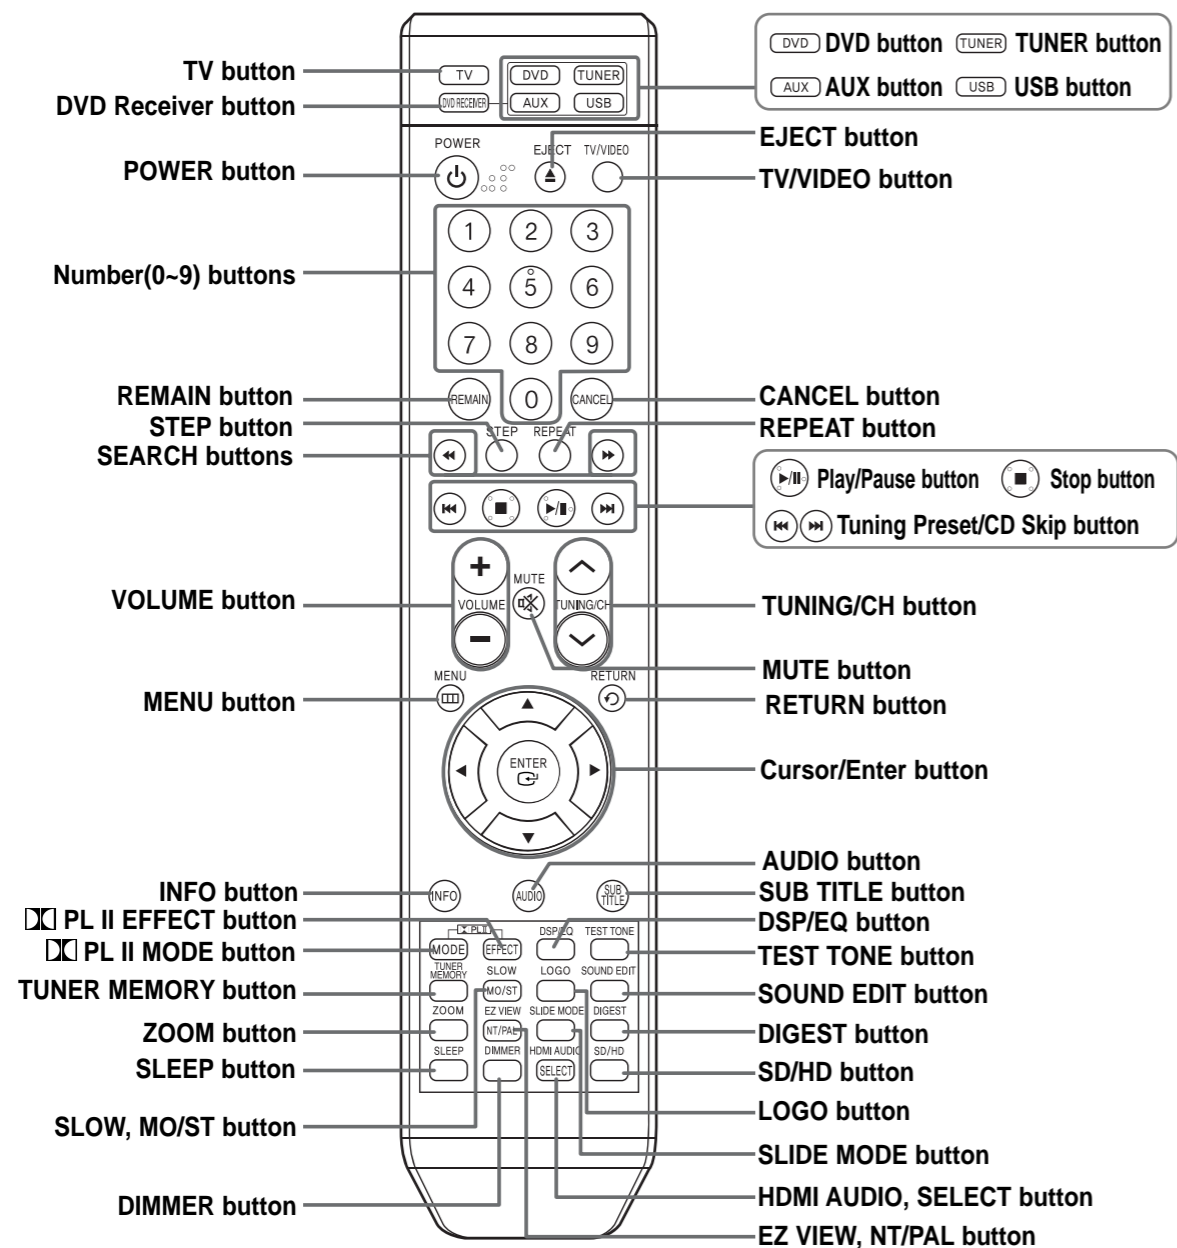 TV button
DVD Receiver button
POWER button
Number(0~9) buttons
REMAIN button
STEP button
SEARCH buttons
VOLUME button
MENU button
INFO button
PL II EFFECT button
PL II MODE button
TUNER MEMORY button
ZOOM button
SLEEP button
SLOW, MO/ST button
DIMMER button
TV
DVD
TUNER
DVD RECEIVER
AUX
USB
POWER
EJECT
TV/VIDEO
1
2
3
4
5
6
7
8
9
REMAIN
0
CANCEL
STEP
REPEAT
MUTE
VOLUME
TUNING/CH
MENU
RETURN
ENTER
INFO
AUDIO
SUB
TITLE
PL II
DSP/EQ
TEST TONE
MODE
EFFECT
TUNER
MEMORY
SLOW
LOGO
SOUND EDIT
MO/ST
ZOOM
EZ VIEW
SLIDE MODE
DIGEST
NT/PAL
SLEEP
DIMMER
HDMI AUDIO
SD/HD
SELECT
DVD DVD button TUNER TUNER button
AUX AUX button USB USB button
EJECT button
TV/VIDEO button
CANCEL button
REPEAT button
Play/Pause button
Stop button
Tuning Preset/CD Skip button
TUNING/CH button
MUTE button
RETURN button
Cursor/Enter button
AUDIO button
SUB TITLE button
DSP/EQ button
TEST TONE button
SOUND EDIT button
DIGEST button
SD/HD button
LOGO button
SLIDE MODE button
HDMI AUDIO, SELECT button
EZ VIEW, NT/PAL button